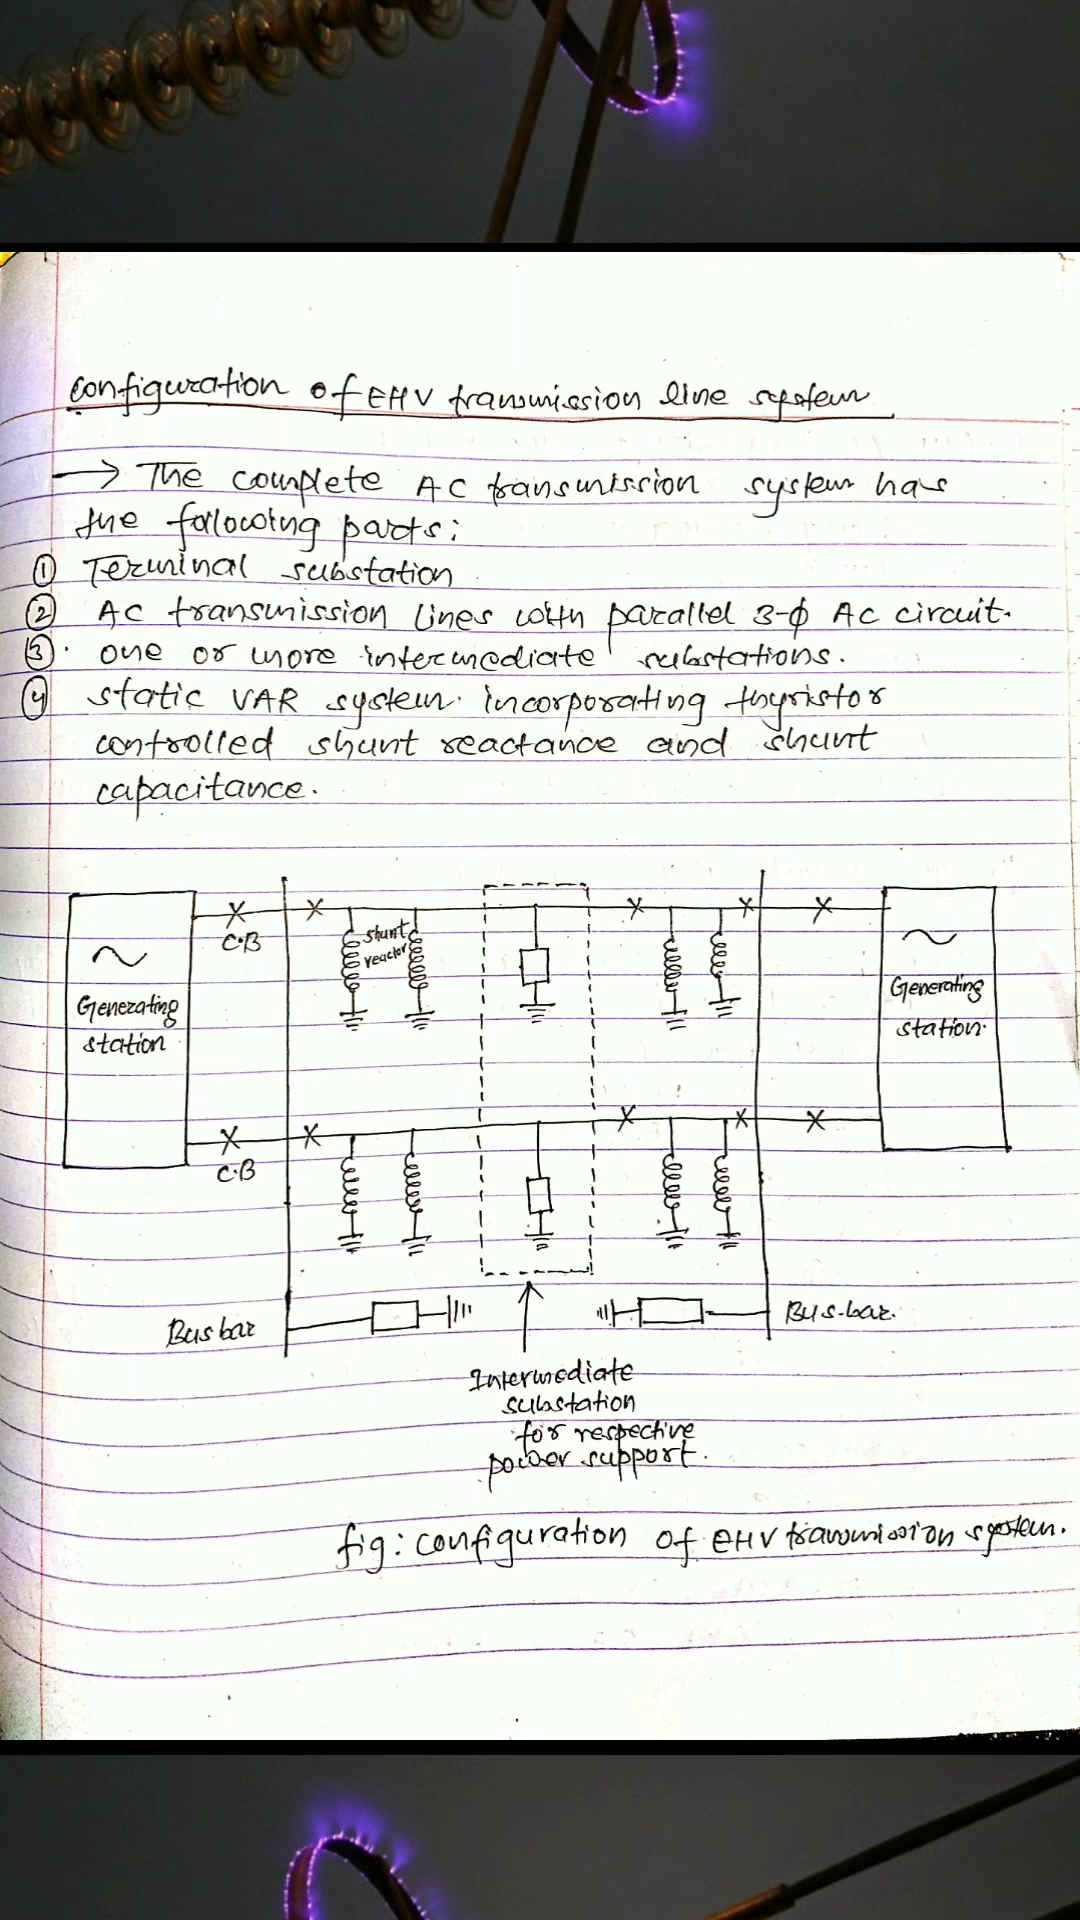 configuration of EHV transmission line system
→ The complete AC transmission system has
the following parts:
① Terminal substation
② AC transmission lines with parallel 3-ϕ AC circuit.
③. one or more intermediate substations.
④ static VAR system incorporating thyristor
controlled shunt reactance and shunt
capacitance.
C.B
shunt
reactor
~
Generating
station
~
Generating
station.
C.B
Bus bar
Bus-bar.
Intermediate
substation
for respective
power support.
fig: configuration of EHV transmission system.